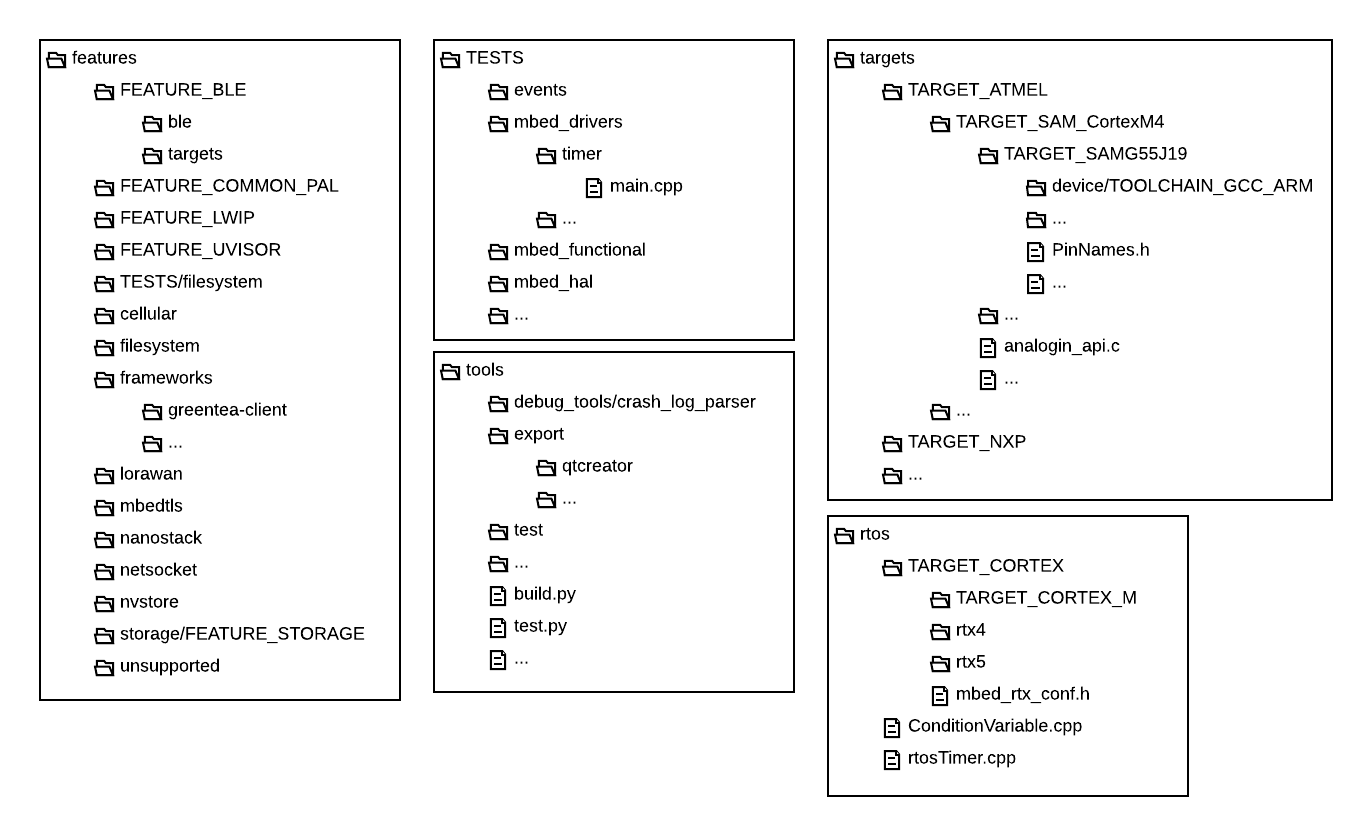 features
FEATURE_BLE
ble
targets
FEATURE_COMMON_PAL
FEATURE_LWIP
FEATURE_UVISOR
TESTS/filesystem
cellular
filesystem
frameworks
greentea-client
...
lorawan
mbedtls
nanostack
netsocket
nvstore
storage/FEATURE_STORAGE
unsupported
TESTS
events
mbed_drivers
timer
main.cpp
...
mbed_functional
mbed_hal
...
tools
debug_tools/crash_log_parser
export
qtcreator
...
test
...
build.py
test.py
...
targets
TARGET_ATMEL
TARGET_SAM_CortexM4
TARGET_SAMG55J19
device/TOOLCHAIN_GCC_ARM
...
PinNames.h
...
...
analogin_api.c
...
...
TARGET_NXP
...
rtos
TARGET_CORTEX
TARGET_CORTEX_M
rtx4
rtx5
mbed_rtx_conf.h
ConditionVariable.cpp
rtosTimer.cpp